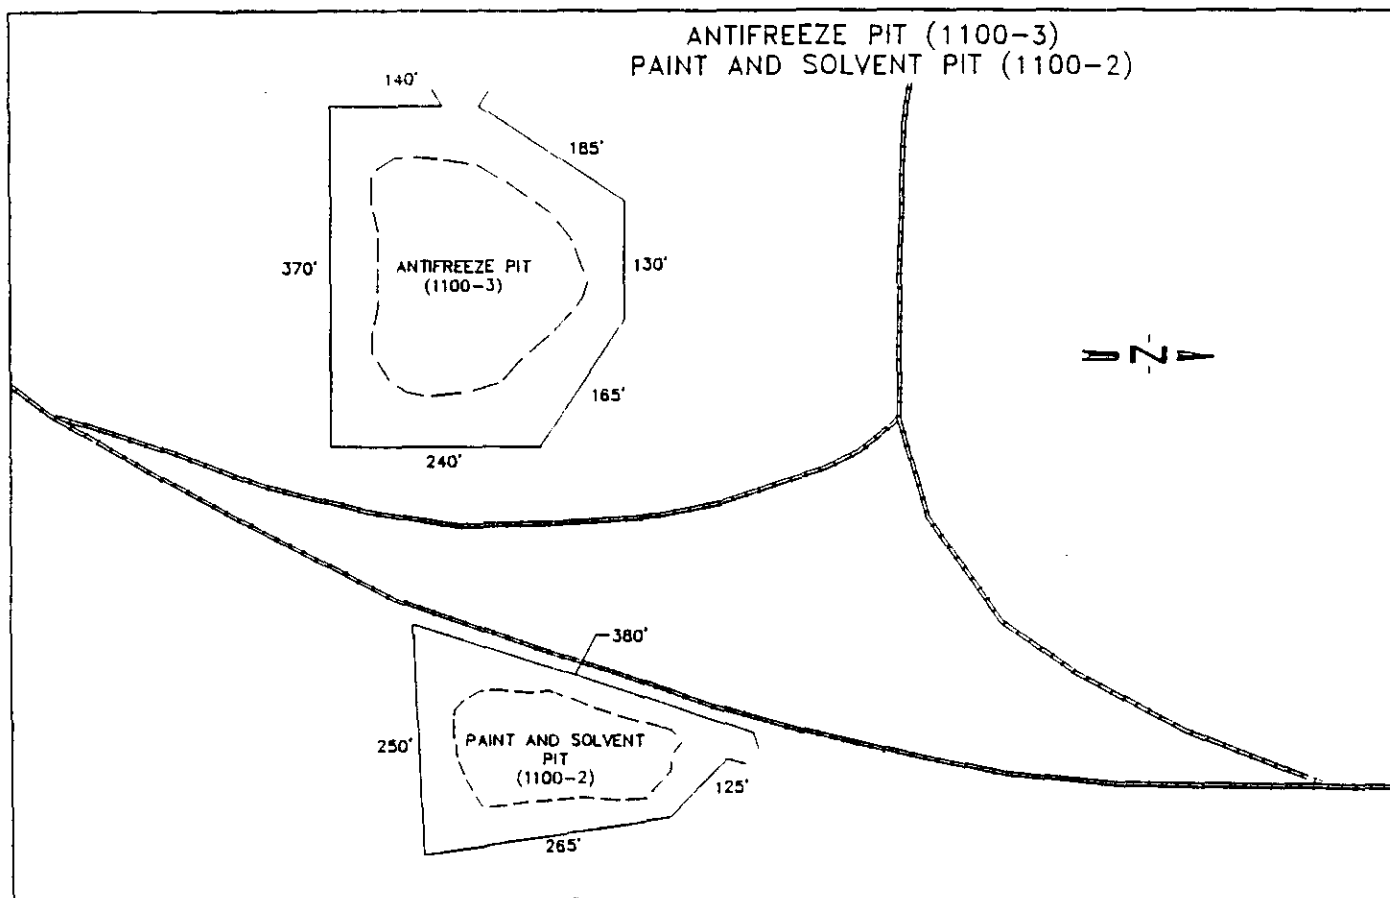 ANTIFREEZE PIT (1100-3)
PAINT AND SOLVENT PIT (1100-2)
140'
185'
370'
ANTIFREEZE PIT
(1100-3)
130'
N
165'
240'
380'
250'
PAINT AND SOLVENT
PIT
(1100-2)
125'
265'